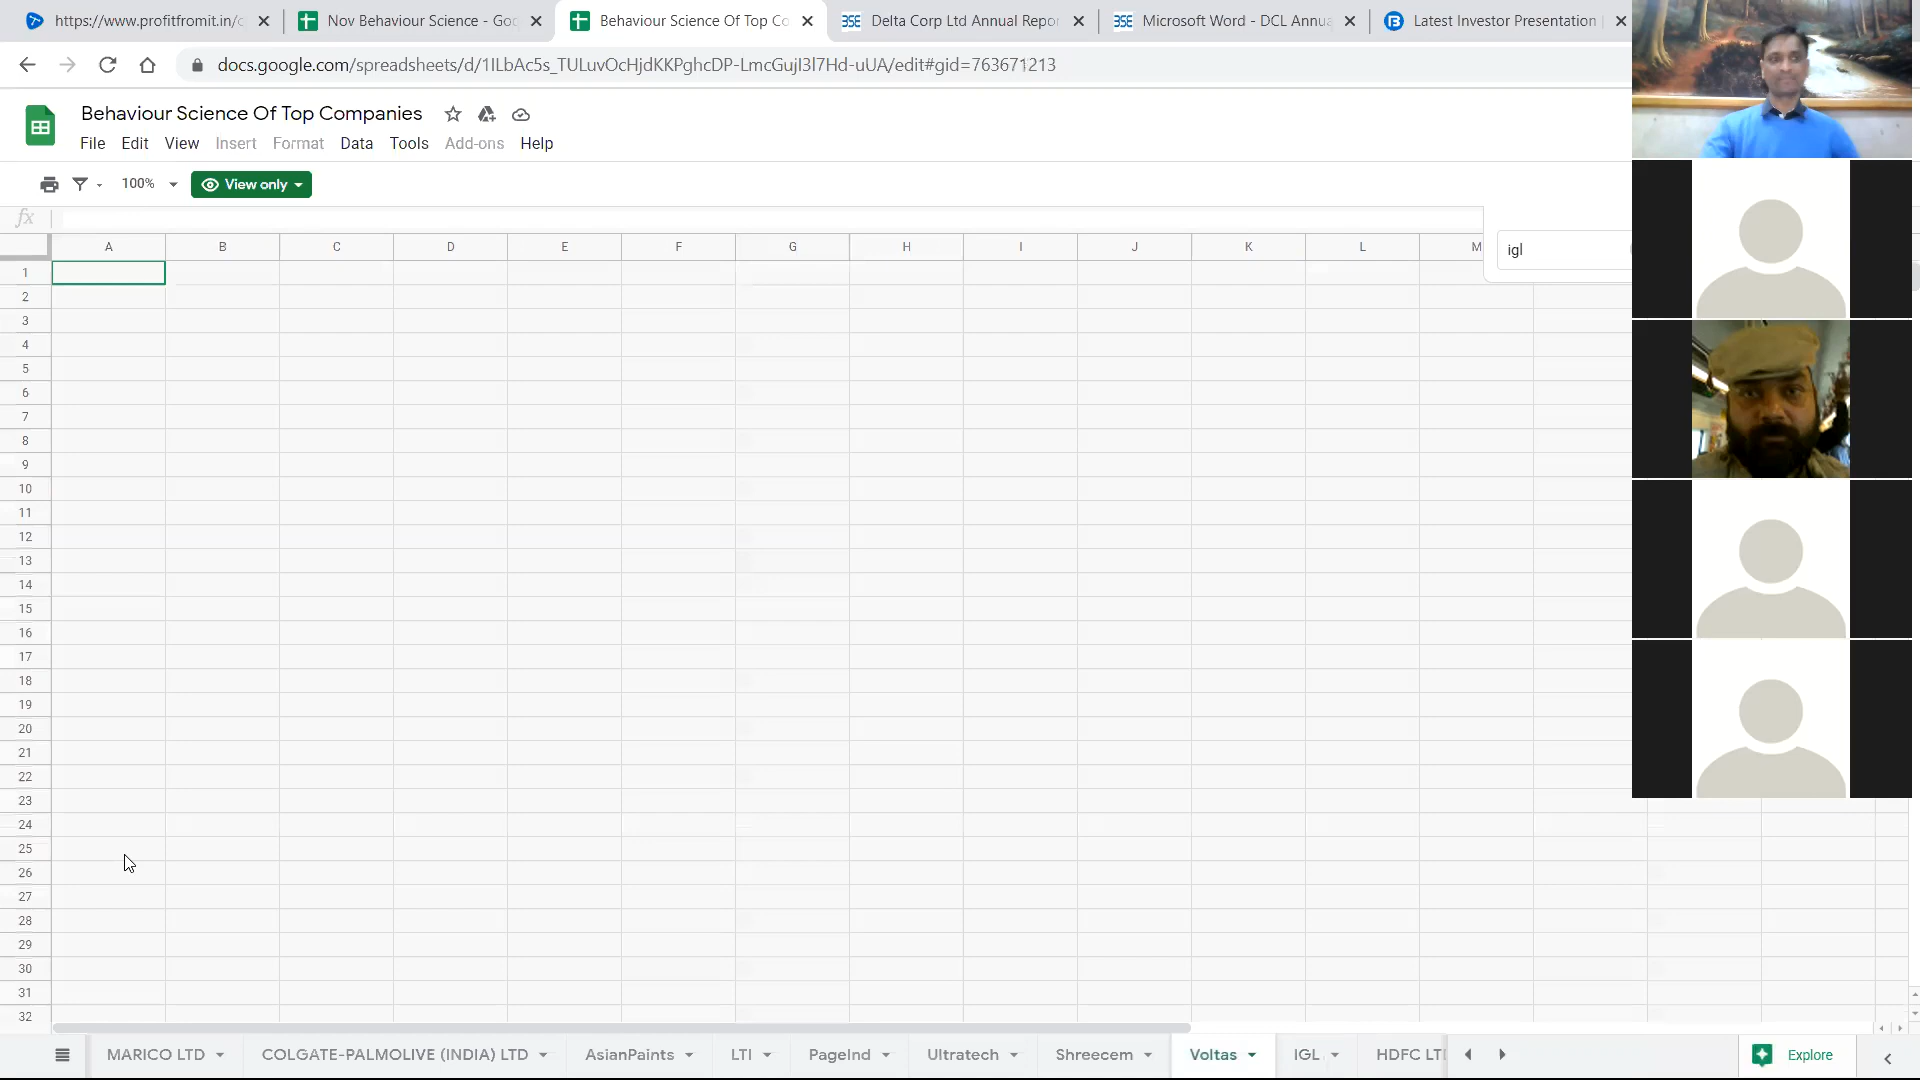 https://www.profitfromit.in/c
Nov Behaviour Science - Goo
Behaviour Science Of Top Co
Delta Corp Ltd Annual Repor
Microsoft Word - DCL Annua
Latest Investor Presentation
docs.google.com/spreadsheets/d/1ILbAc5s_TULuvOcHjdKKPghcDP-LmcGujI3l7Hd-uUA/edit#gid=763671213
Behaviour Science Of Top Companies
File Edit View Insert Format Data Tools Add-ons Help
100% View only
fx
A B C D E F G H I J K L M
igl
1
2
3
4
5
6
7
8
9
10
11
12
13
14
15
16
17
18
19
20
21
22
23
24
25
26
27
28
29
30
31
32
MARICO LTD COLGATE-PALMOLIVE (INDIA) LTD AsianPaints LTI PageInd Ultratech Shreecem Voltas IGL HDFC LT Explore